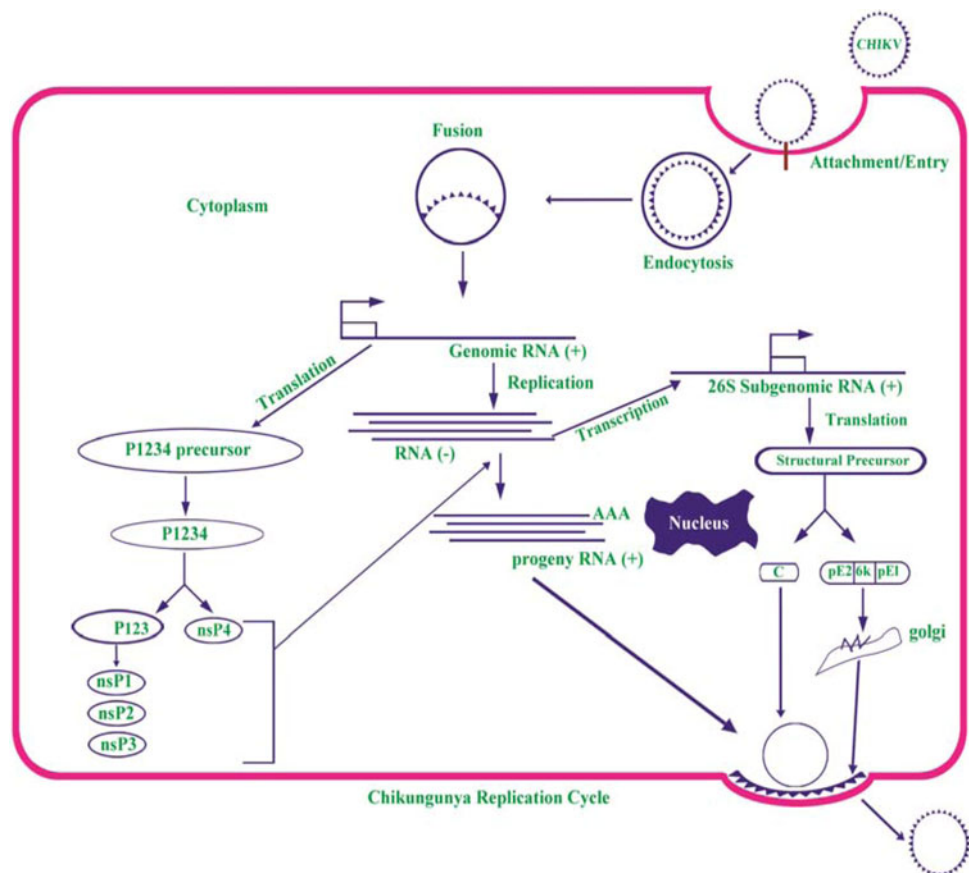 CHIKV
Attachment/Entry
Fusion
Cytoplasm
Endocytosis
Genomic RNA (+)
Translation
Replication
Transcription
26S Subgenomic RNA (+)
Translation
P1234 precursor
RNA (-)
Structural Precursor
P1234
AAA
progeny RNA (+)
Nucleus
C
pE2 6k pE1
P123
nsP4
golgi
nsP1
nsP2
nsP3
Chikungunya Replication Cycle